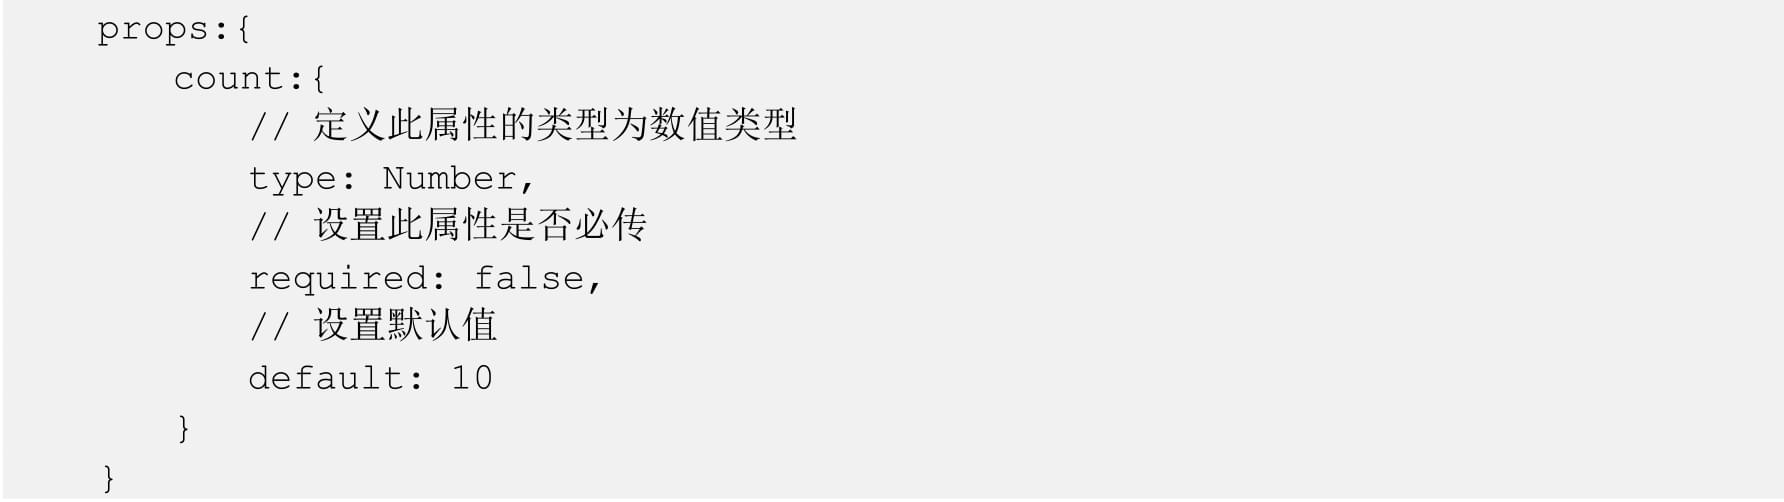 props:{
    count:{
        // 定义此属性的类型为数值类型
        type: Number,
        // 设置此属性是否必传
        required: false,
        // 设置默认值
        default: 10
    }
}